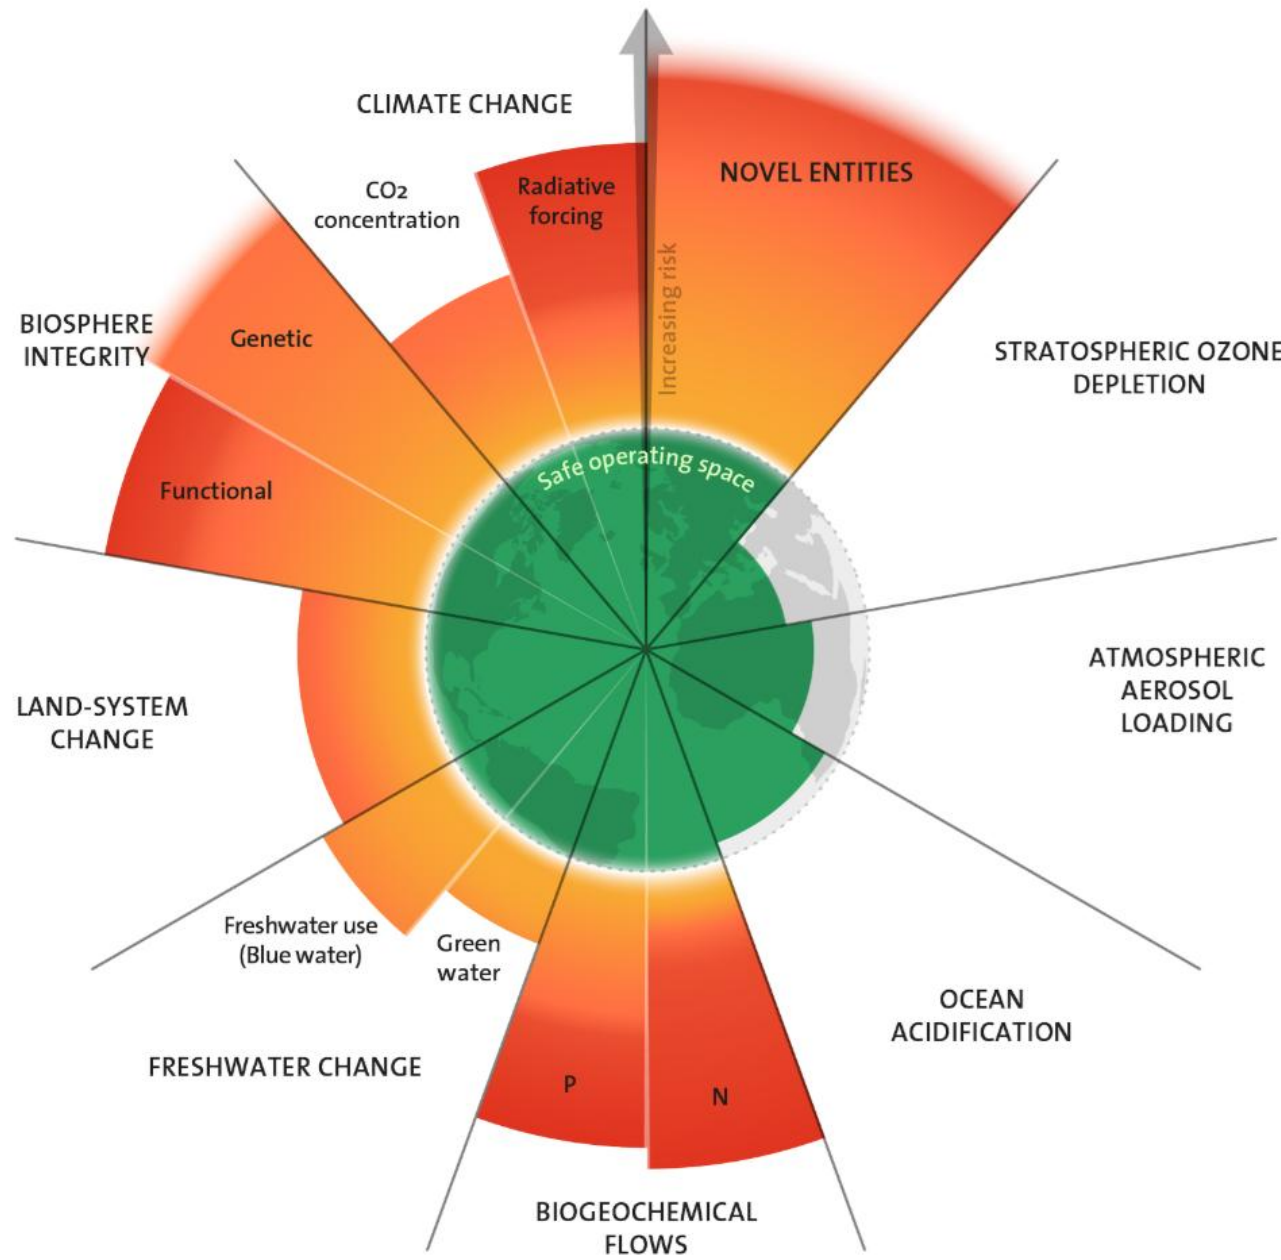 CLIMATE CHANGE
CO2
concentration
Radiative
forcing
NOVEL ENTITIES
Increasing risk
STRATOSPHERIC OZONE
DEPLETION
BIOSPHERE
INTEGRITY
Genetic
Functional
Safe operating space
ATMOSPHERIC
AEROSOL
LOADING
LAND-SYSTEM
CHANGE
Freshwater use
(Blue water)
Green
water
FRESHWATER CHANGE
OCEAN
ACIDIFICATION
P
N
BIOGEOCHEMICAL
FLOWS